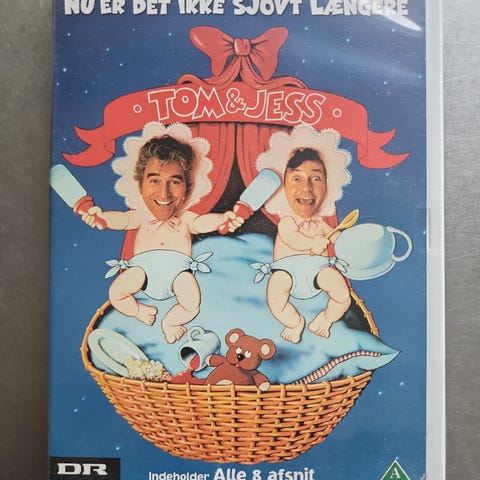 NU ER DET IKKE SJOVT LÆNGERE
TOM & JESS
DR
Indeholder Alle 8 afsnit
A